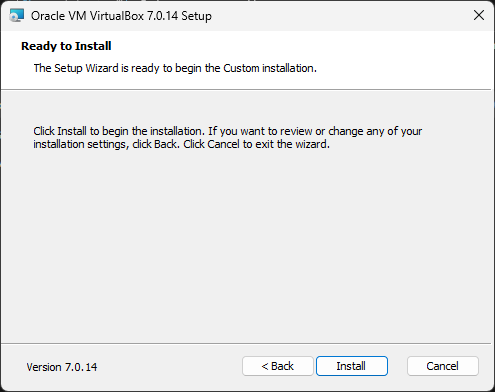 Oracle VM VirtualBox 7.0.14 Setup
Ready to Install
The Setup Wizard is ready to begin the Custom installation.
Click Install to begin the installation. If you want to review or change any of your
installation settings, click Back. Click Cancel to exit the wizard.
Version 7.0.14
< Back
Install
Cancel